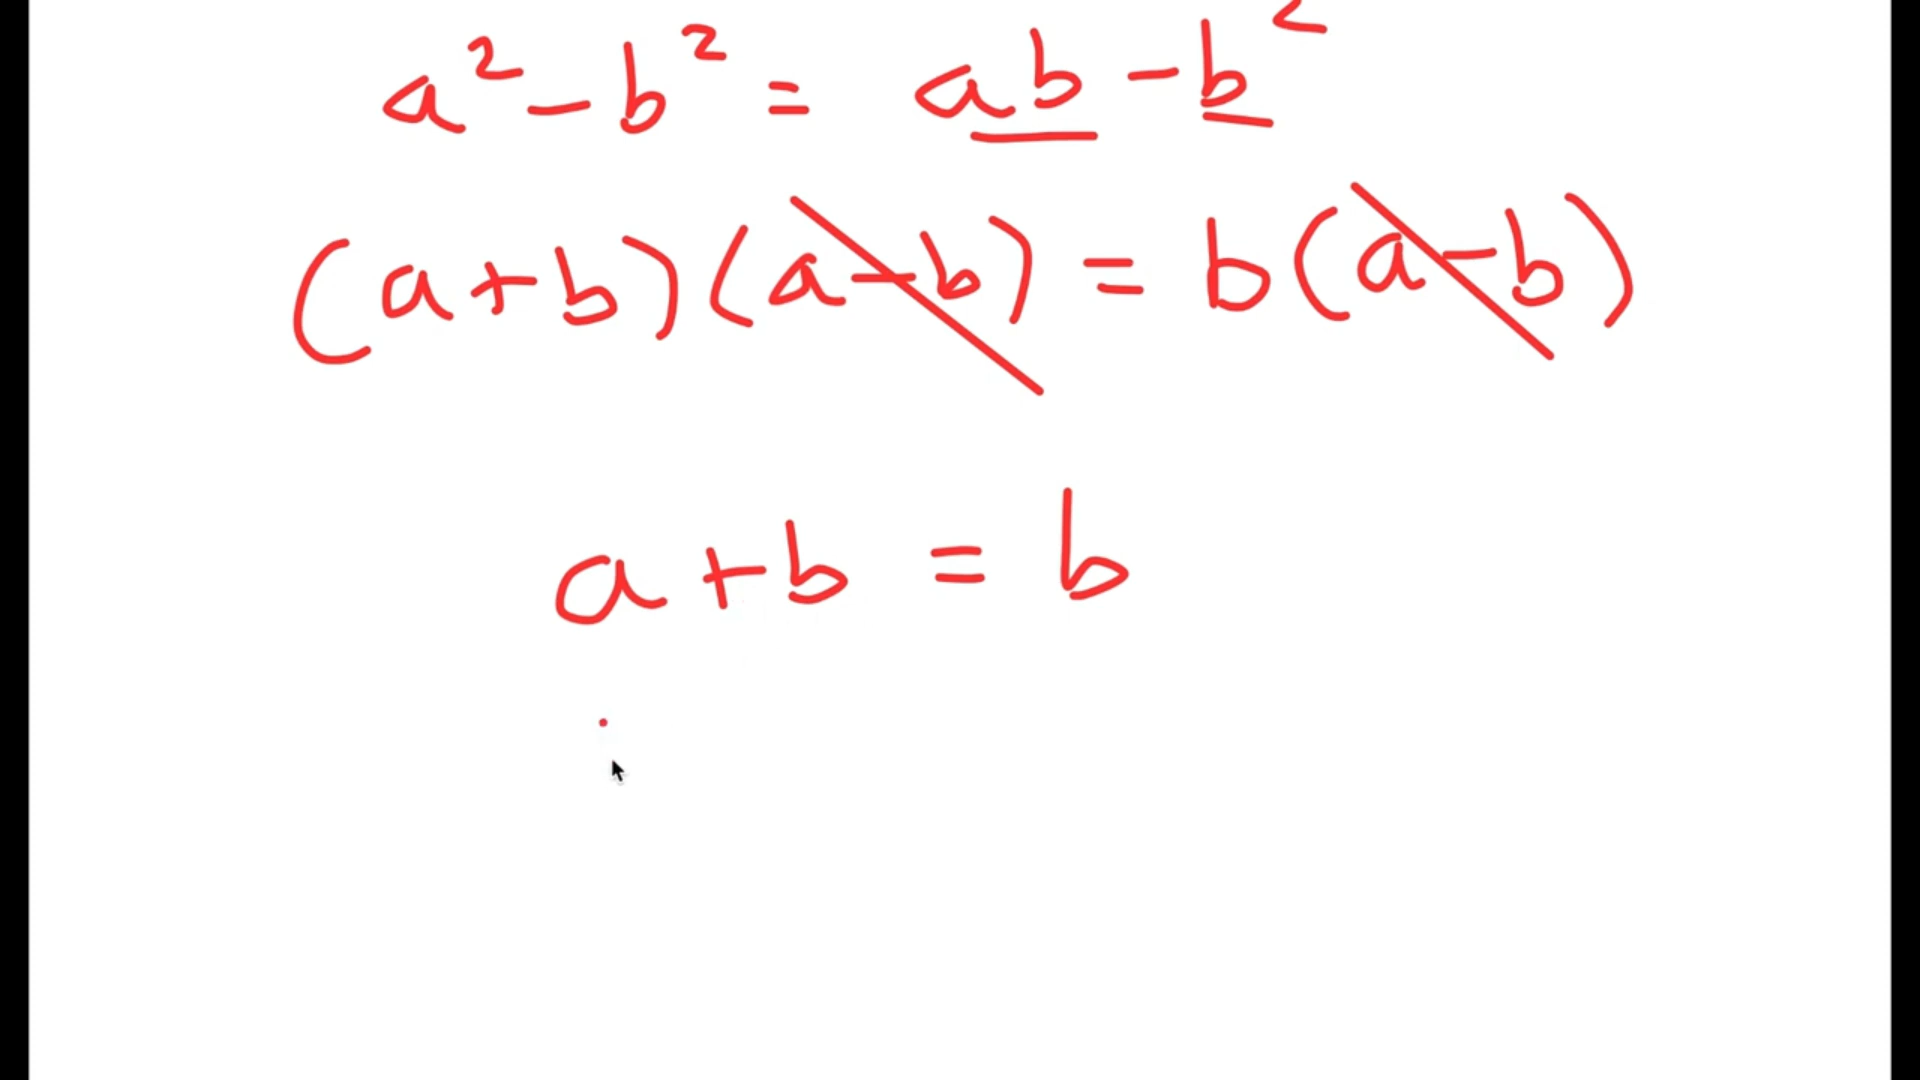 a² - b² = ab - b²
(a+b)(a-b) = b(a-b)
a + b = b